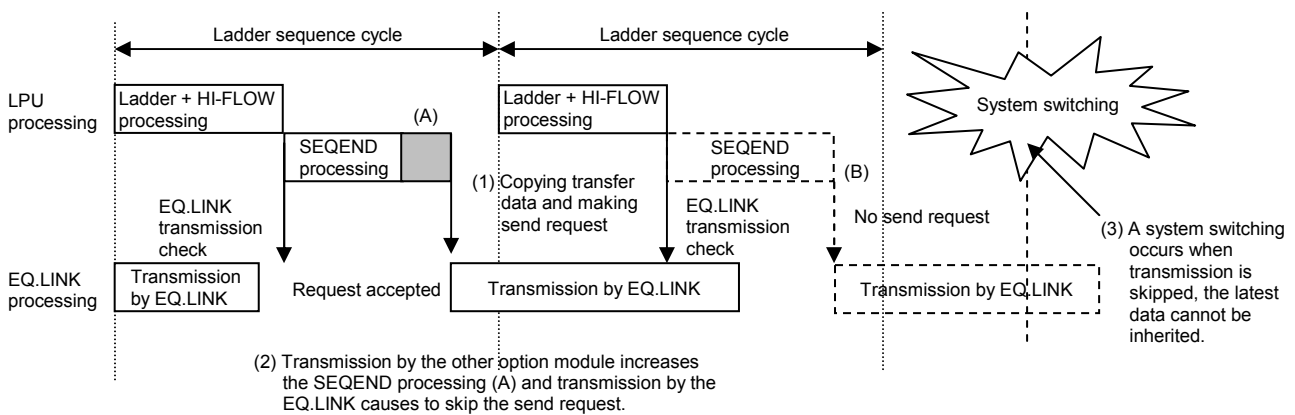 Ladder sequence cycle
Ladder sequence cycle
LPU
processing
Ladder + HI-FLOW
processing
(A)
SEQEND
processing
Ladder + HI-FLOW
processing
SEQEND
processing
(B)
System switching
(1) Copying transfer
data and making
send request
EQ.LINK
transmission
check
EQ.LINK
transmission
check
No send request
(3) A system switching
occurs when
transmission is
skipped, the latest
data cannot be
inherited.
EQ.LINK
processing
Transmission
by EQ.LINK
Request accepted
Transmission by EQ.LINK
Transmission by EQ.LINK
(2) Transmission by the other option module increases
the SEQEND processing (A) and transmission by the
EQ.LINK causes to skip the send request.